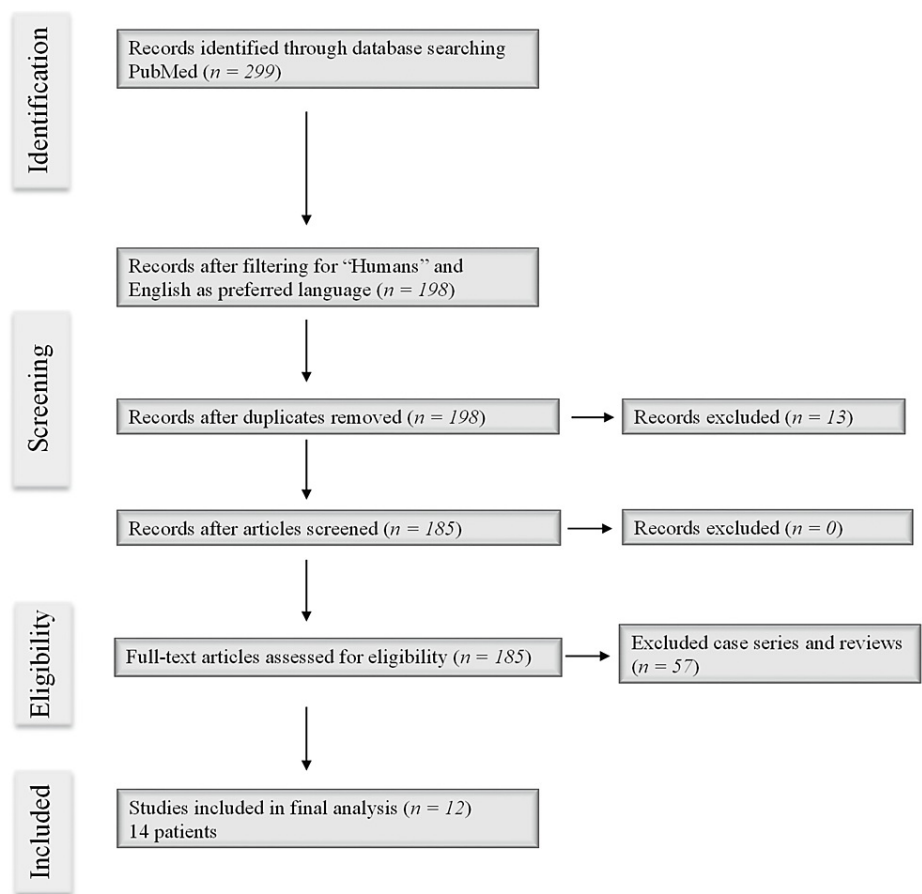 Identification
Records identified through database searching
PubMed (n = 299)
Records after filtering for “Humans” and
English as preferred language (n = 198)
Screening
Records after duplicates removed (n = 198)
Records excluded (n = 13)
Records after articles screened (n = 185)
Records excluded (n = 0)
Eligibility
Full-text articles assessed for eligibility (n = 185)
Excluded case series and reviews
(n = 57)
Included
Studies included in final analysis (n = 12)
14 patients